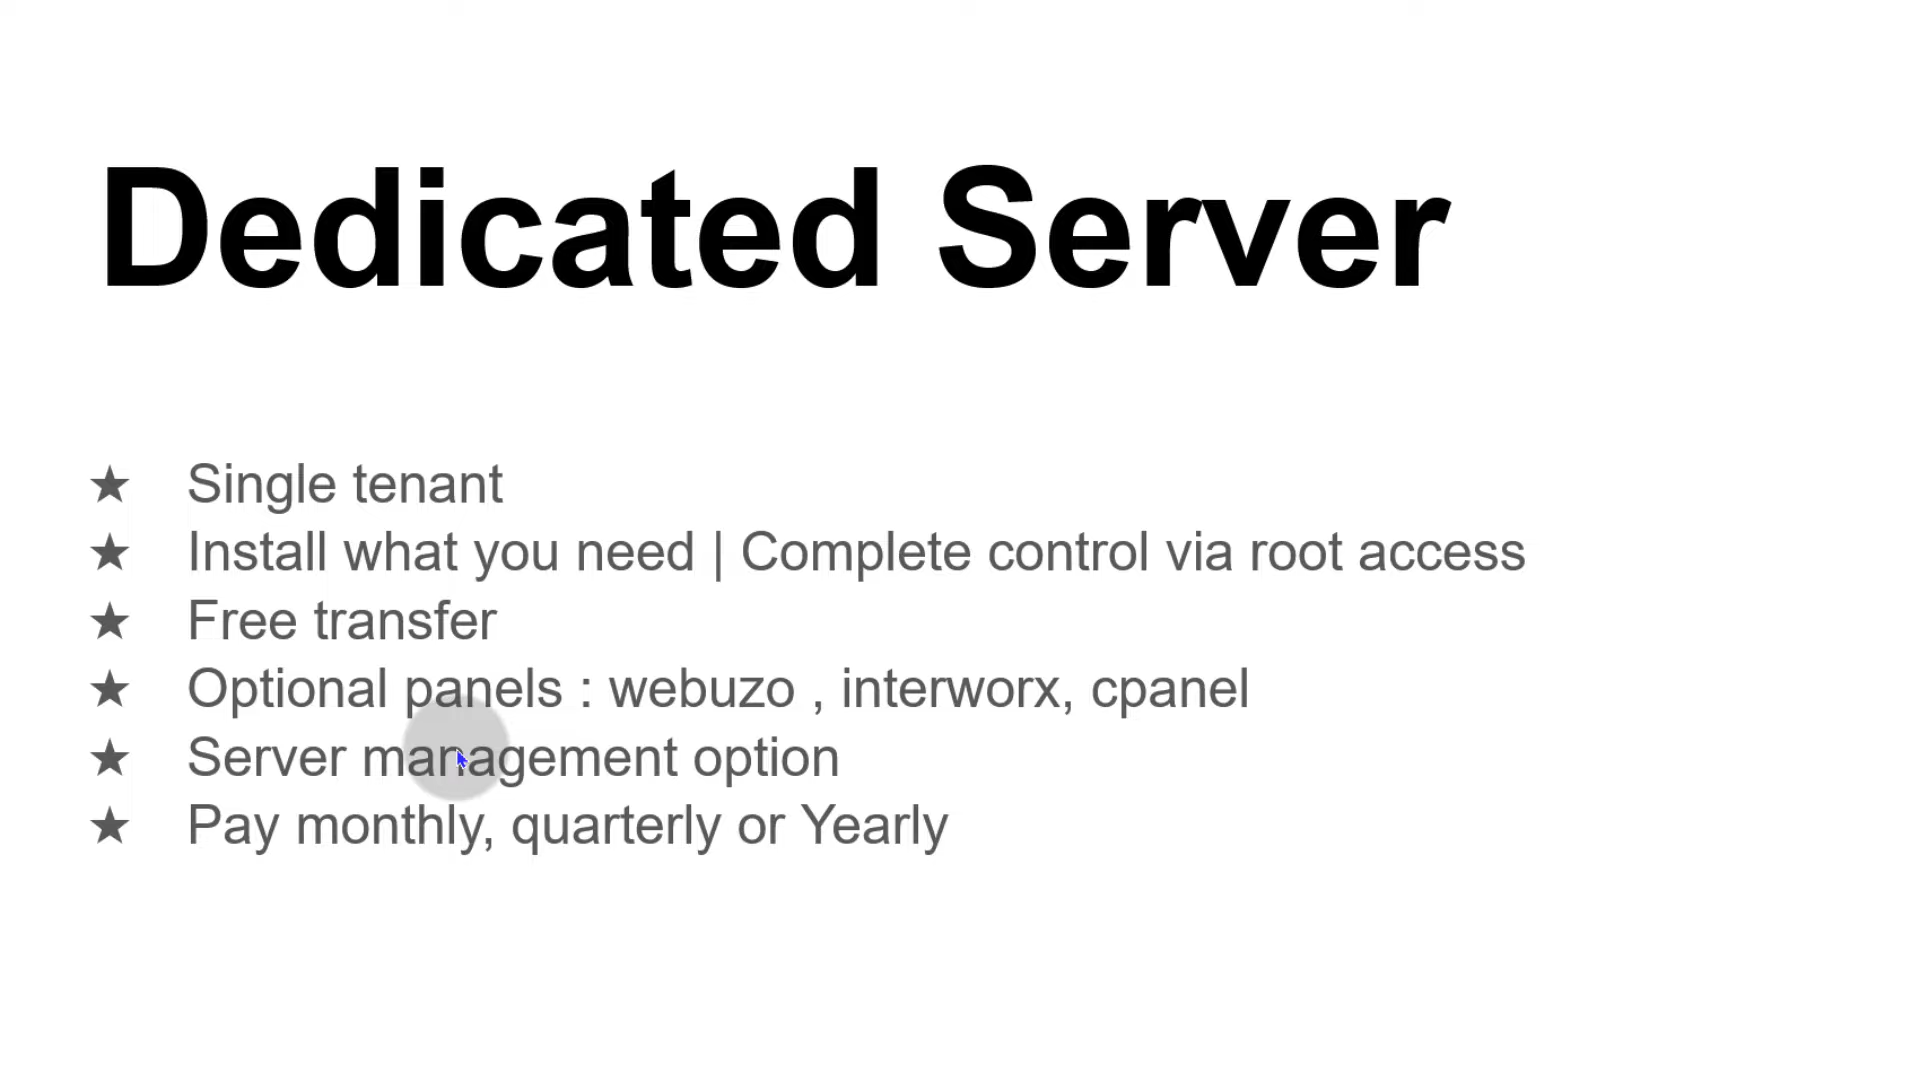 Dedicated Server
★ Single tenant
★ Install what you need | Complete control via root access
★ Free transfer
★ Optional panels : webuzo , interworx, cpanel
★ Server management option
★ Pay monthly, quarterly or Yearly